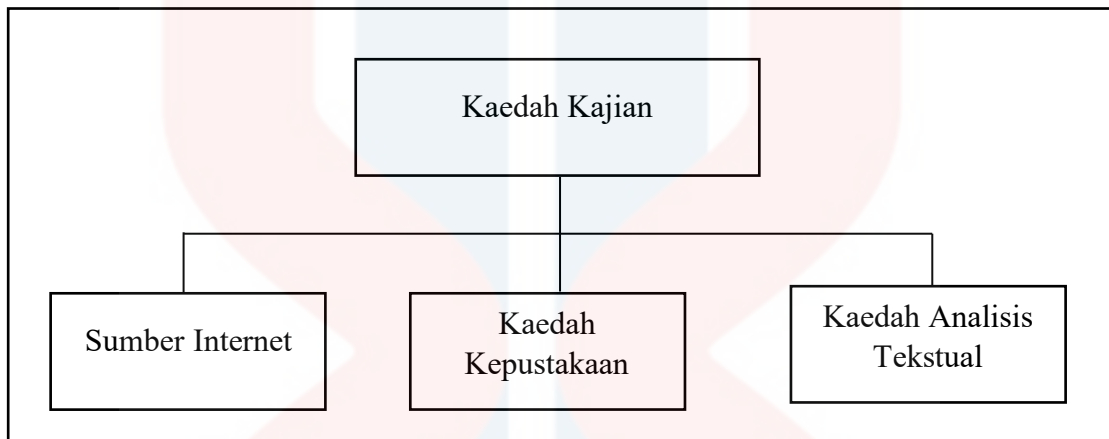 Kaedah Kajian
Sumber Internet
Kaedah
Kepustakaan
Kaedah Analisis
Tekstual